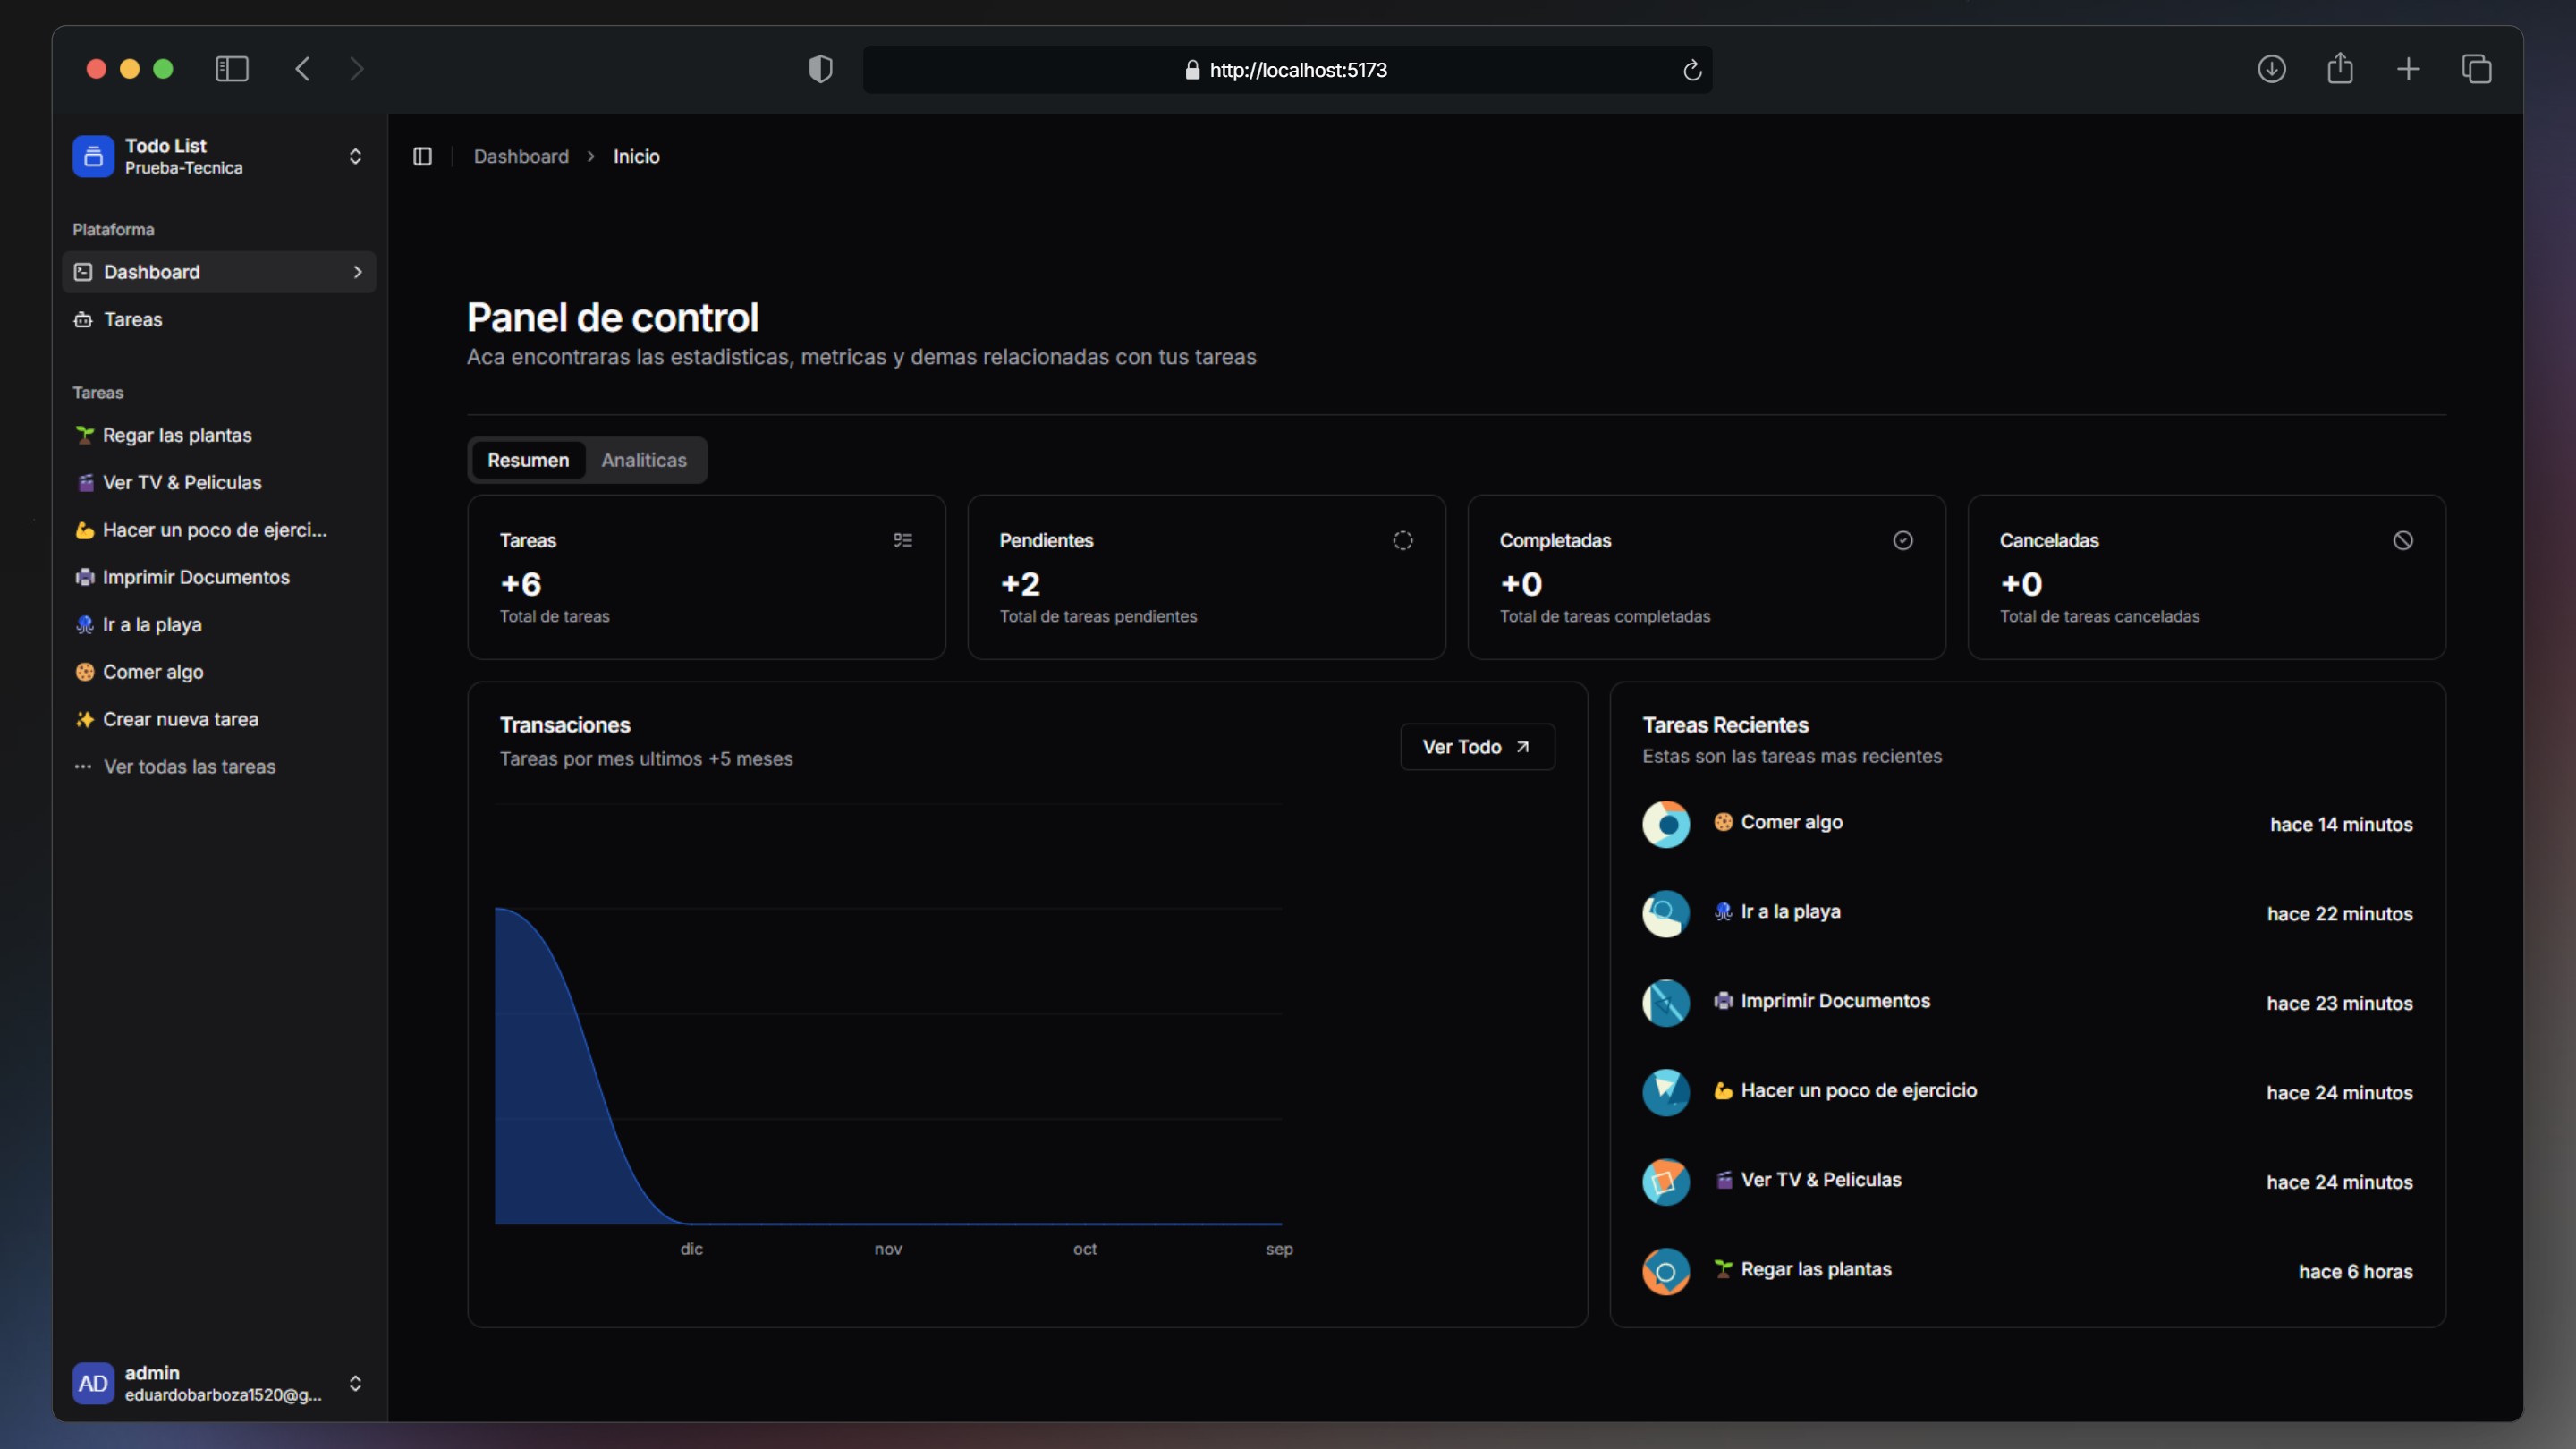 http://localhost:5173
Todo List
Prueba-Tecnica
Plataforma
Dashboard
Tareas
Tareas
Regar las plantas
Ver TV & Peliculas
Hacer un poco de ejerci...
Imprimir Documentos
Ir a la playa
Comer algo
Crear nueva tarea
Ver todas las tareas
AD
admin
eduardobarboza1520@g...
Dashboard > Inicio
Panel de control
Aca encontraras las estadisticas, metricas y demas relacionadas con tus tareas
Resumen Analiticas
Tareas
+6
Total de tareas
Pendientes
+2
Total de tareas pendientes
Completadas
+0
Total de tareas completadas
Canceladas
+0
Total de tareas canceladas
Transaciones
Tareas por mes ultimos +5 meses
Ver Todo
dic nov oct sep
Tareas Recientes
Estas son las tareas mas recientes
Comer algo hace 14 minutos
Ir a la playa hace 22 minutos
Imprimir Documentos hace 23 minutos
Hacer un poco de ejercicio hace 24 minutos
Ver TV & Peliculas hace 24 minutos
Regar las plantas hace 6 horas